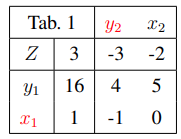 Tab. 1 y₂ x₂
Z 3 -3 -2
y₁ 16 4 5
x₁ 1 -1 0